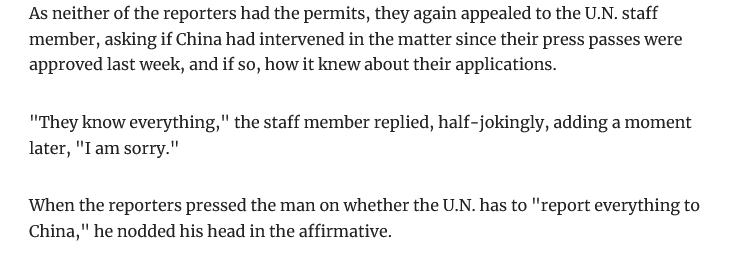 As neither of the reporters had the permits, they again appealed to the U.N. staff
member, asking if China had intervened in the matter since their press passes were
approved last week, and if so, how it knew about their applications.
"They know everything," the staff member replied, half-jokingly, adding a moment
later, "I am sorry."
When the reporters pressed the man on whether the U.N. has to "report everything to
China," he nodded his head in the affirmative.